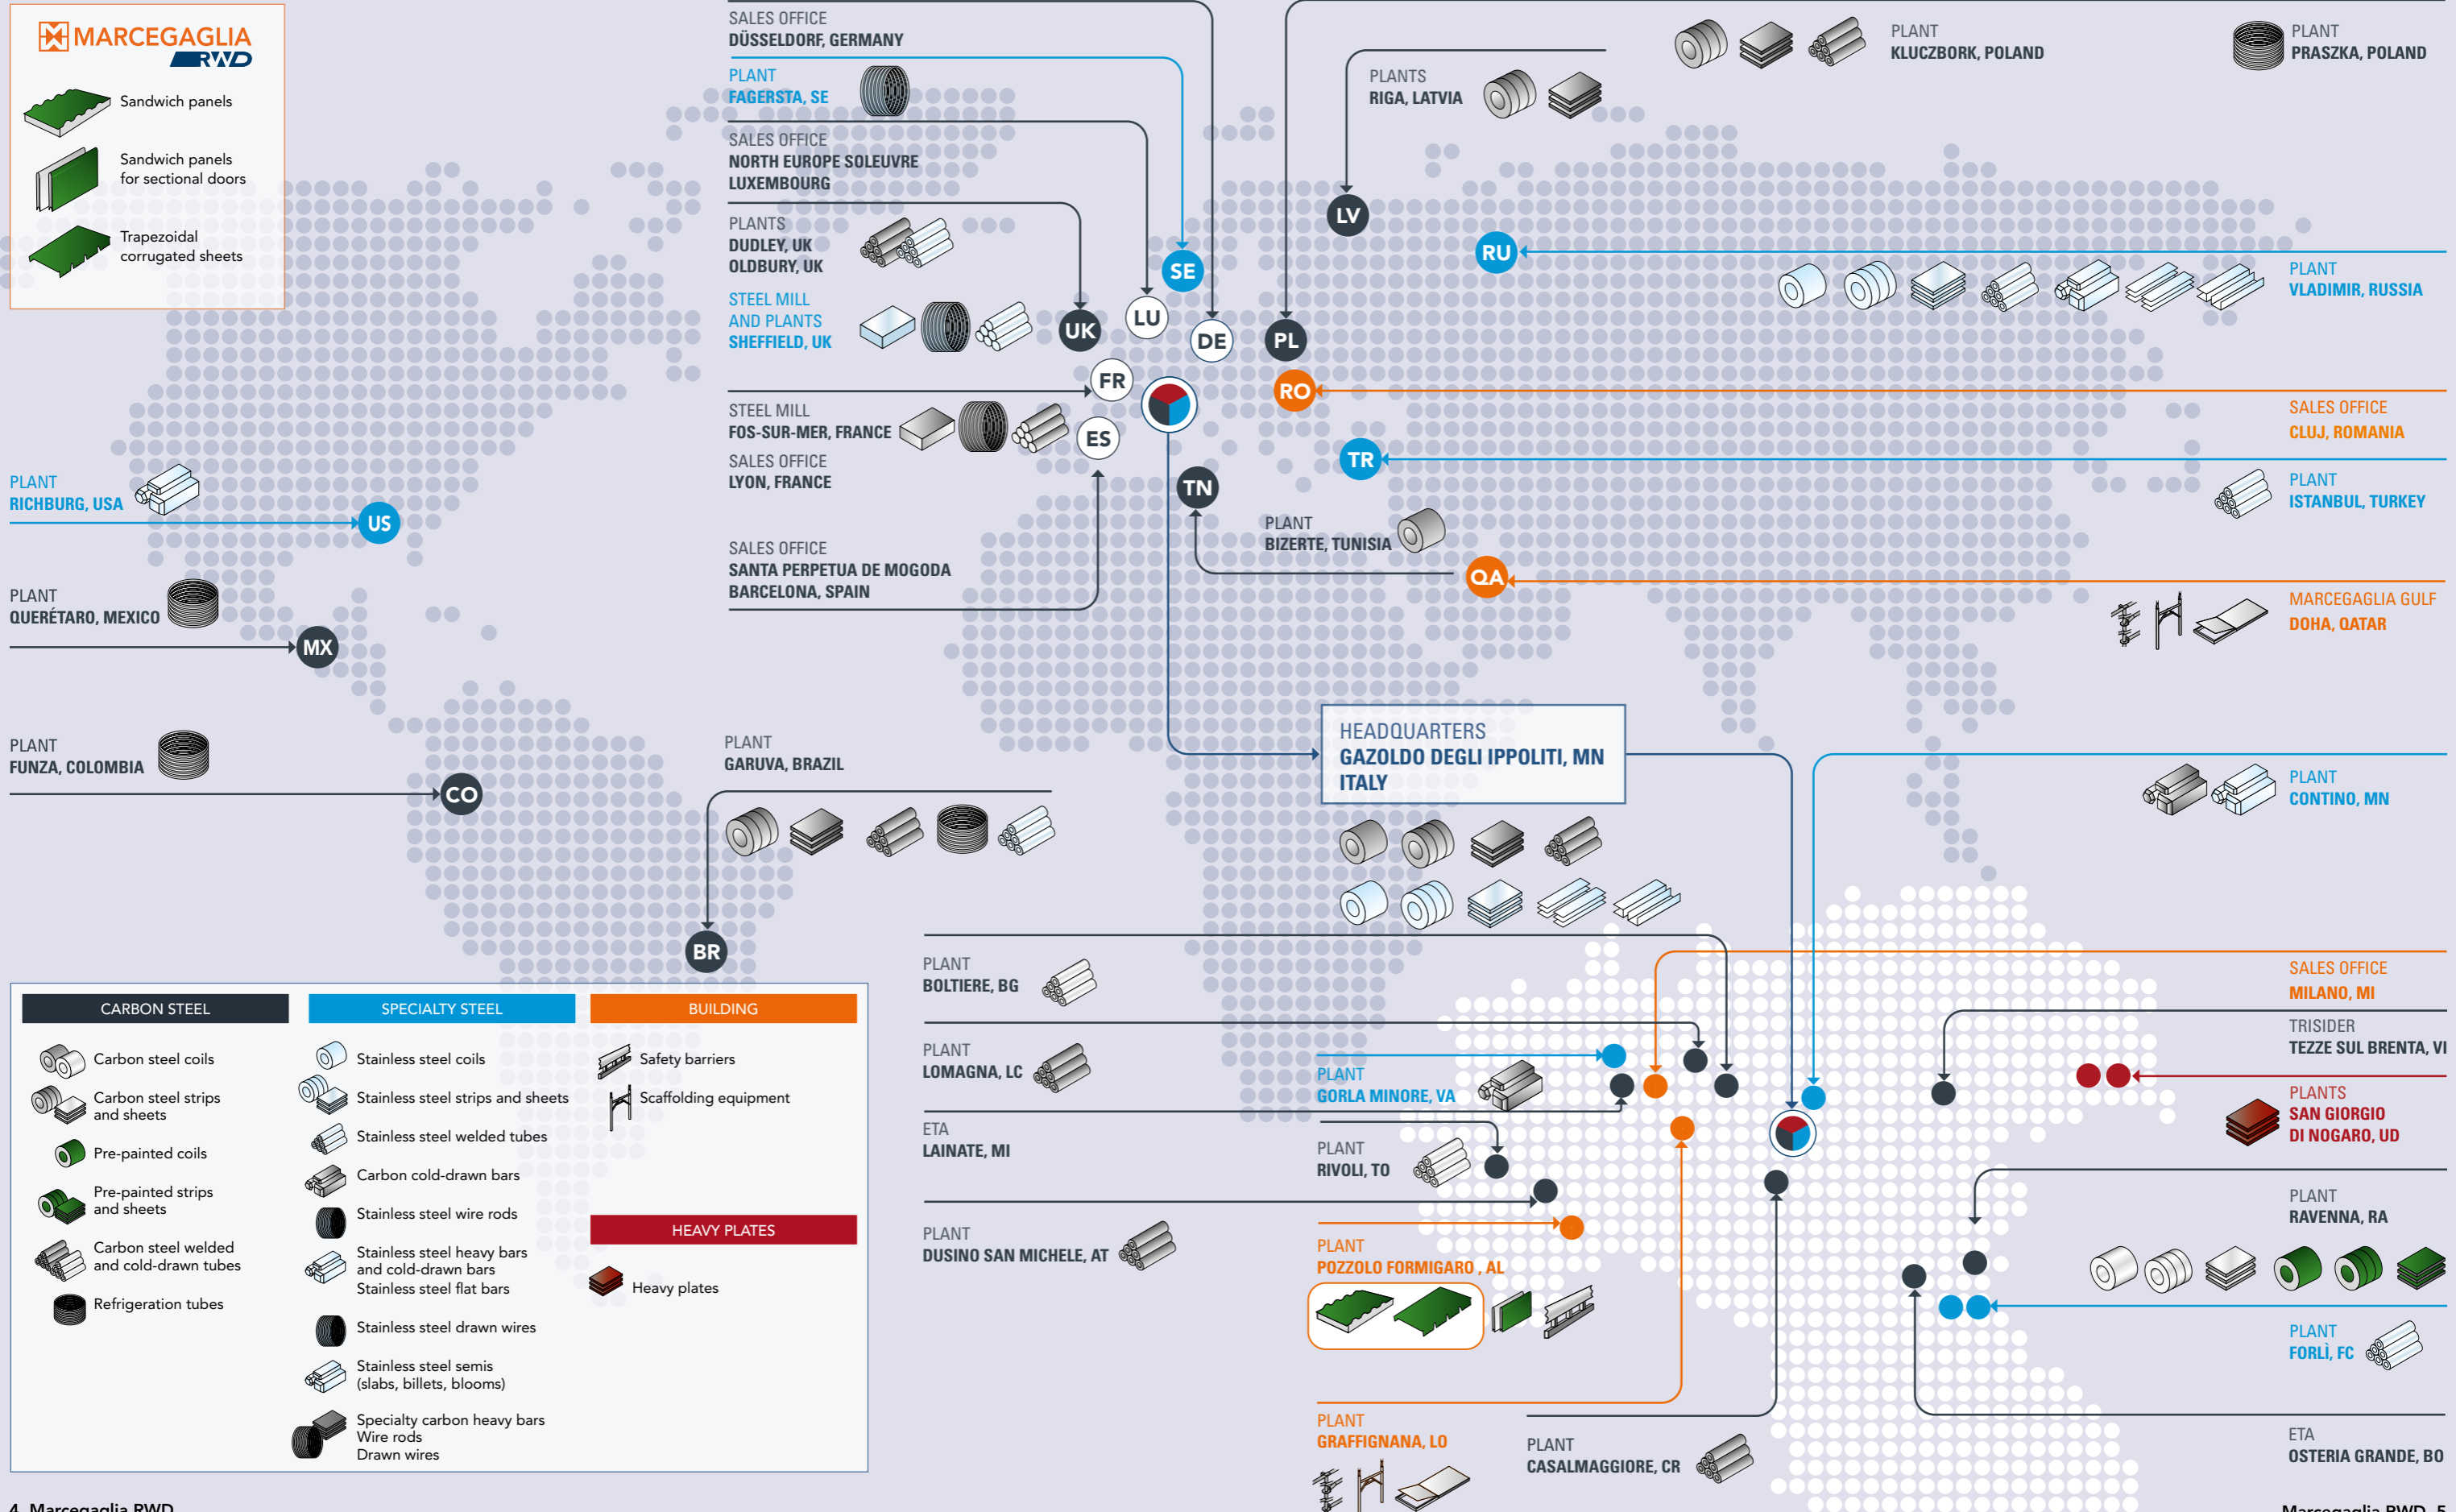 MARCEGAGLIA
RWD
Sandwich panels
Sandwich panels
for sectional doors
Trapezoidal
corrugated sheets
SALES OFFICE
DÜSSELDORF, GERMANY
PLANT
FAGERSTA, SE
SALES OFFICE
NORTH EUROPE SOLEUVRE
LUXEMBOURG
PLANTS
DUDLEY, UK
OLDBURY, UK
STEEL MILL
AND PLANTS
SHEFFIELD, UK
STEEL MILL
FOS-SUR-MER, FRANCE
SALES OFFICE
LYON, FRANCE
SALES OFFICE
SANTA PERPETUA DE MOGODA
BARCELONA, SPAIN
PLANTS
RIGA, LATVIA
PLANT
KLUCZBORK, POLAND
PLANT
PRASZKA, POLAND
LV
RU
SE
LU
UK
DE
PL
FR
RO
ES
TR
TN
QA
PLANT
VLADIMIR, RUSSIA
SALES OFFICE
CLUJ, ROMANIA
PLANT
ISTANBUL, TURKEY
PLANT
BIZERTE, TUNISIA
MARCEGAGLIA GULF
DOHA, QATAR
PLANT
RICHBURG, USA
US
PLANT
QUERÉTARO, MEXICO
MX
PLANT
FUNZA, COLOMBIA
CO
PLANT
GARUVA, BRAZIL
BR
HEADQUARTERS
GAZOLDO DEGLI IPPOLITI, MN
ITALY
PLANT
CONTINO, MN
SALES OFFICE
MILANO, MI
TRISIDER
TEZZE SUL BRENTA, VI
PLANTS
SAN GIORGIO
DI NOGARO, UD
PLANT
RAVENNA, RA
PLANT
FORLÌ, FC
ETA
OSTERIA GRANDE, BO
PLANT
BOLTIERE, BG
PLANT
LOMAGNA, LC
ETA
LAINATE, MI
PLANT
DUSINO SAN MICHELE, AT
PLANT
GORLA MINORE, VA
PLANT
RIVOLI, TO
PLANT
POZZOLO FORMIGARO , AL
PLANT
GRAFFIGNANA, LO
PLANT
CASALMAGGIORE, CR
CARBON STEEL
Carbon steel coils
Carbon steel strips
and sheets
Pre-painted coils
Pre-painted strips
and sheets
Carbon steel welded
and cold-drawn tubes
Refrigeration tubes
SPECIALTY STEEL
Stainless steel coils
Stainless steel strips and sheets
Stainless steel welded tubes
Carbon cold-drawn bars
Stainless steel wire rods
Stainless steel heavy bars
and cold-drawn bars
Stainless steel flat bars
Stainless steel drawn wires
Stainless steel semis
(slabs, billets, blooms)
Specialty carbon heavy bars
Wire rods
Drawn wires
BUILDING
Safety barriers
Scaffolding equipment
HEAVY PLATES
Heavy plates
4 Marcegaglia RWD
Marcegaglia RWD 5